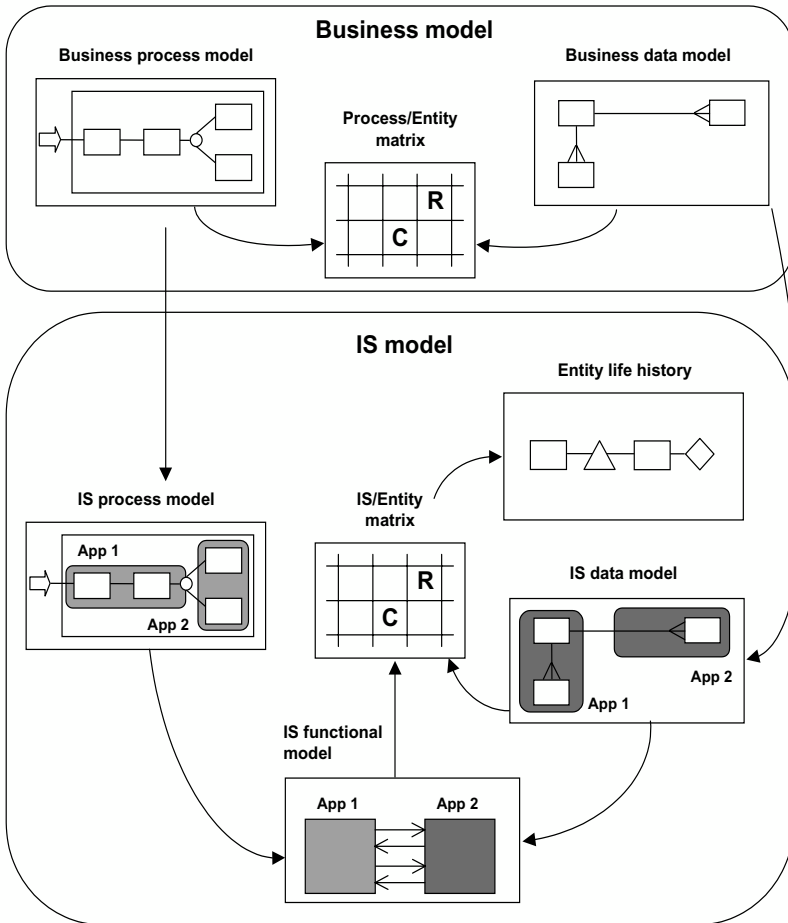 Business model
Business process model
Business data model
Process/Entity
matrix
R
C
IS model
Entity life history
IS process model
App 1
App 2
IS/Entity
matrix
R
C
IS data model
App 2
App 1
IS functional
model
App 1
App 2